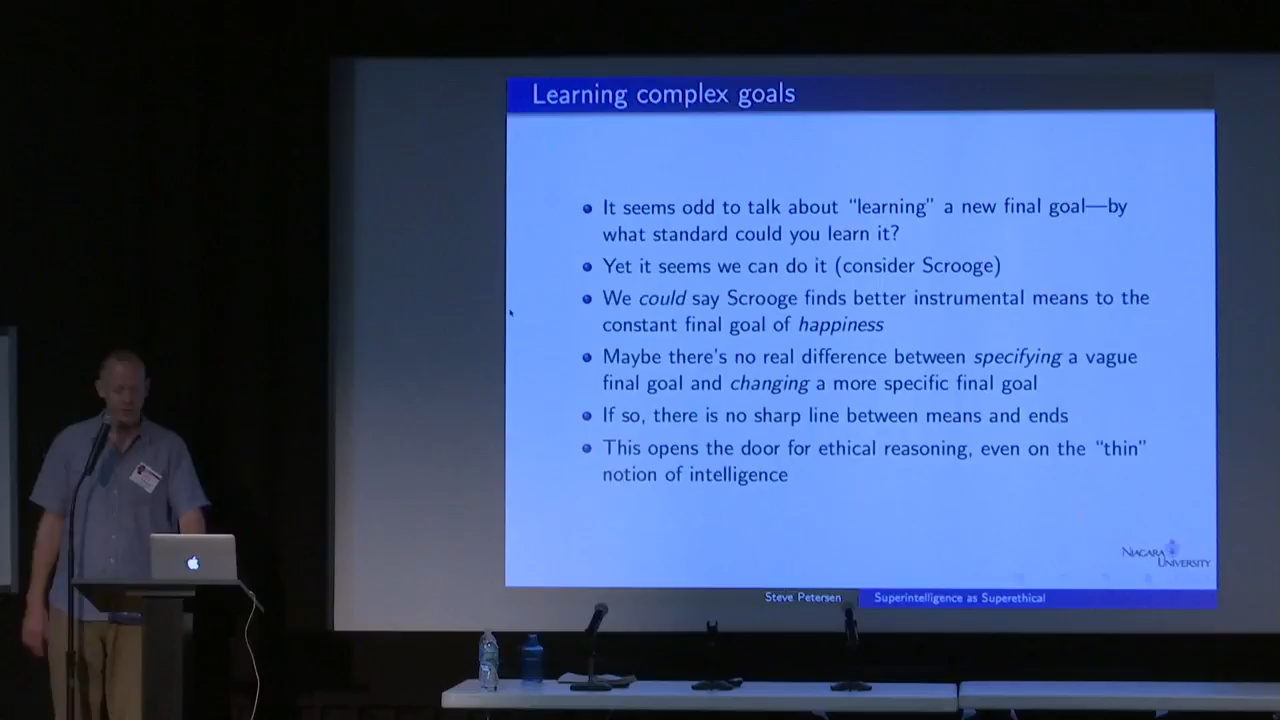 Learning complex goals
It seems odd to talk about “learning” a new final goal—by
what standard could you learn it?
Yet it seems we can do it (consider Scrooge)
We could say Scrooge finds better instrumental means to the
constant final goal of happiness
Maybe there's no real difference between specifying a vague
final goal and changing a more specific final goal
If so, there is no sharp line between means and ends
This opens the door for ethical reasoning, even on the “thin”
notion of intelligence
NIAGARA
UNIVERSITY
Steve Petersen
Superintelligence as Superethical